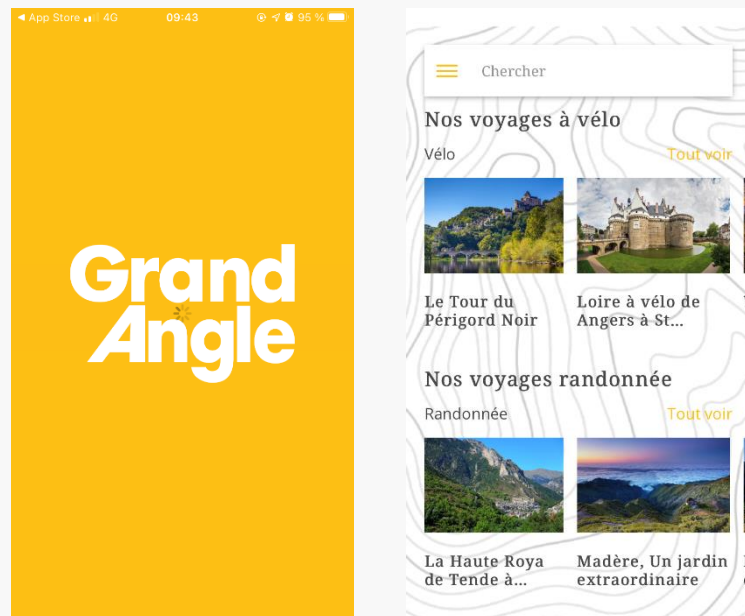 App Store 4G 09:43 95 %
Grand
Angle
Chercher
Nos voyages à vélo
Vélo Tout voir
Le Tour du
Périgord Noir
Loire à vélo de
Angers à St...
Nos voyages randonnée
Randonnée Tout voir
La Haute Roya
de Tende à...
Madère, Un jardin
extraordinaire